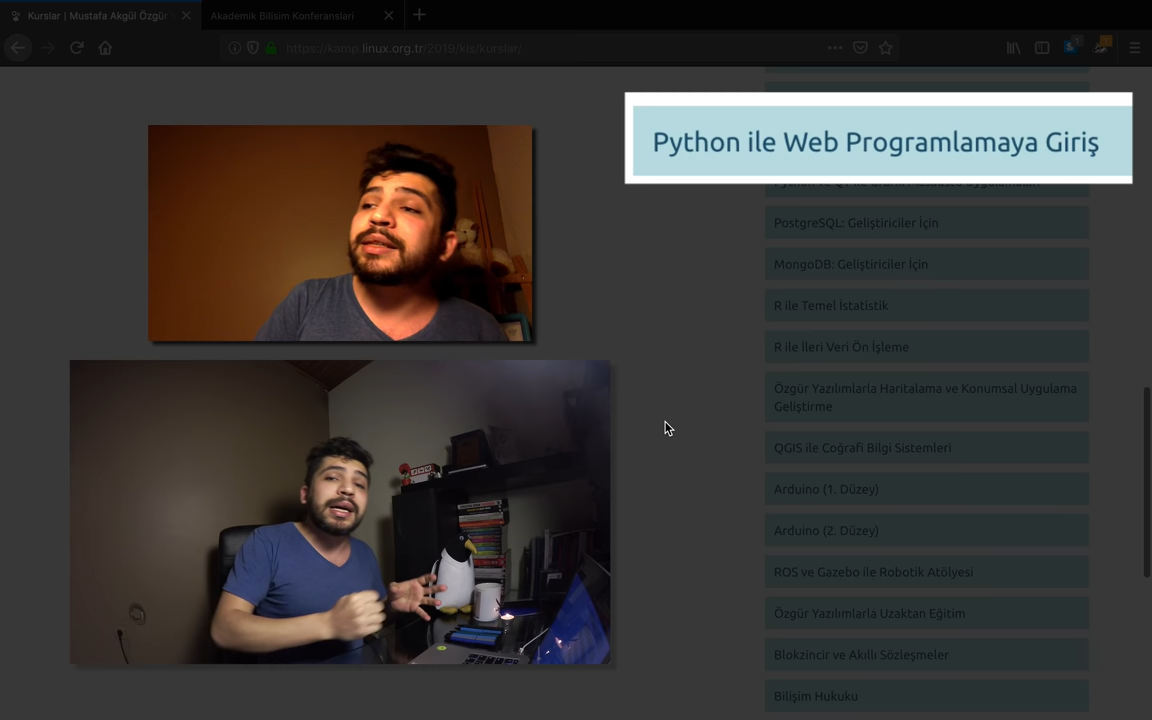 Kurslar | Mustafa Akgül Özgür
Akademik Bilisim Konferanslari
https://kamp.linux.org.tr/2019/kis/kurslar/
Python ile Web Programlamaya Giriş
PostgreSQL: Geliştiriciler İçin
MongoDB: Geliştiriciler İçin
R ile Temel İstatistik
R ile İleri Veri Ön İşleme
Özgür Yazılımlarla Haritalama ve Konumsal Uygulama
Geliştirme
QGIS ile Coğrafi Bilgi Sistemleri
Arduino (1. Düzey)
Arduino (2. Düzey)
ROS ve Gazebo ile Robotik Atölyesi
Özgür Yazılımlarla Uzaktan Eğitim
Blokzincir ve Akıllı Sözleşmeler
Bilişim Hukuku